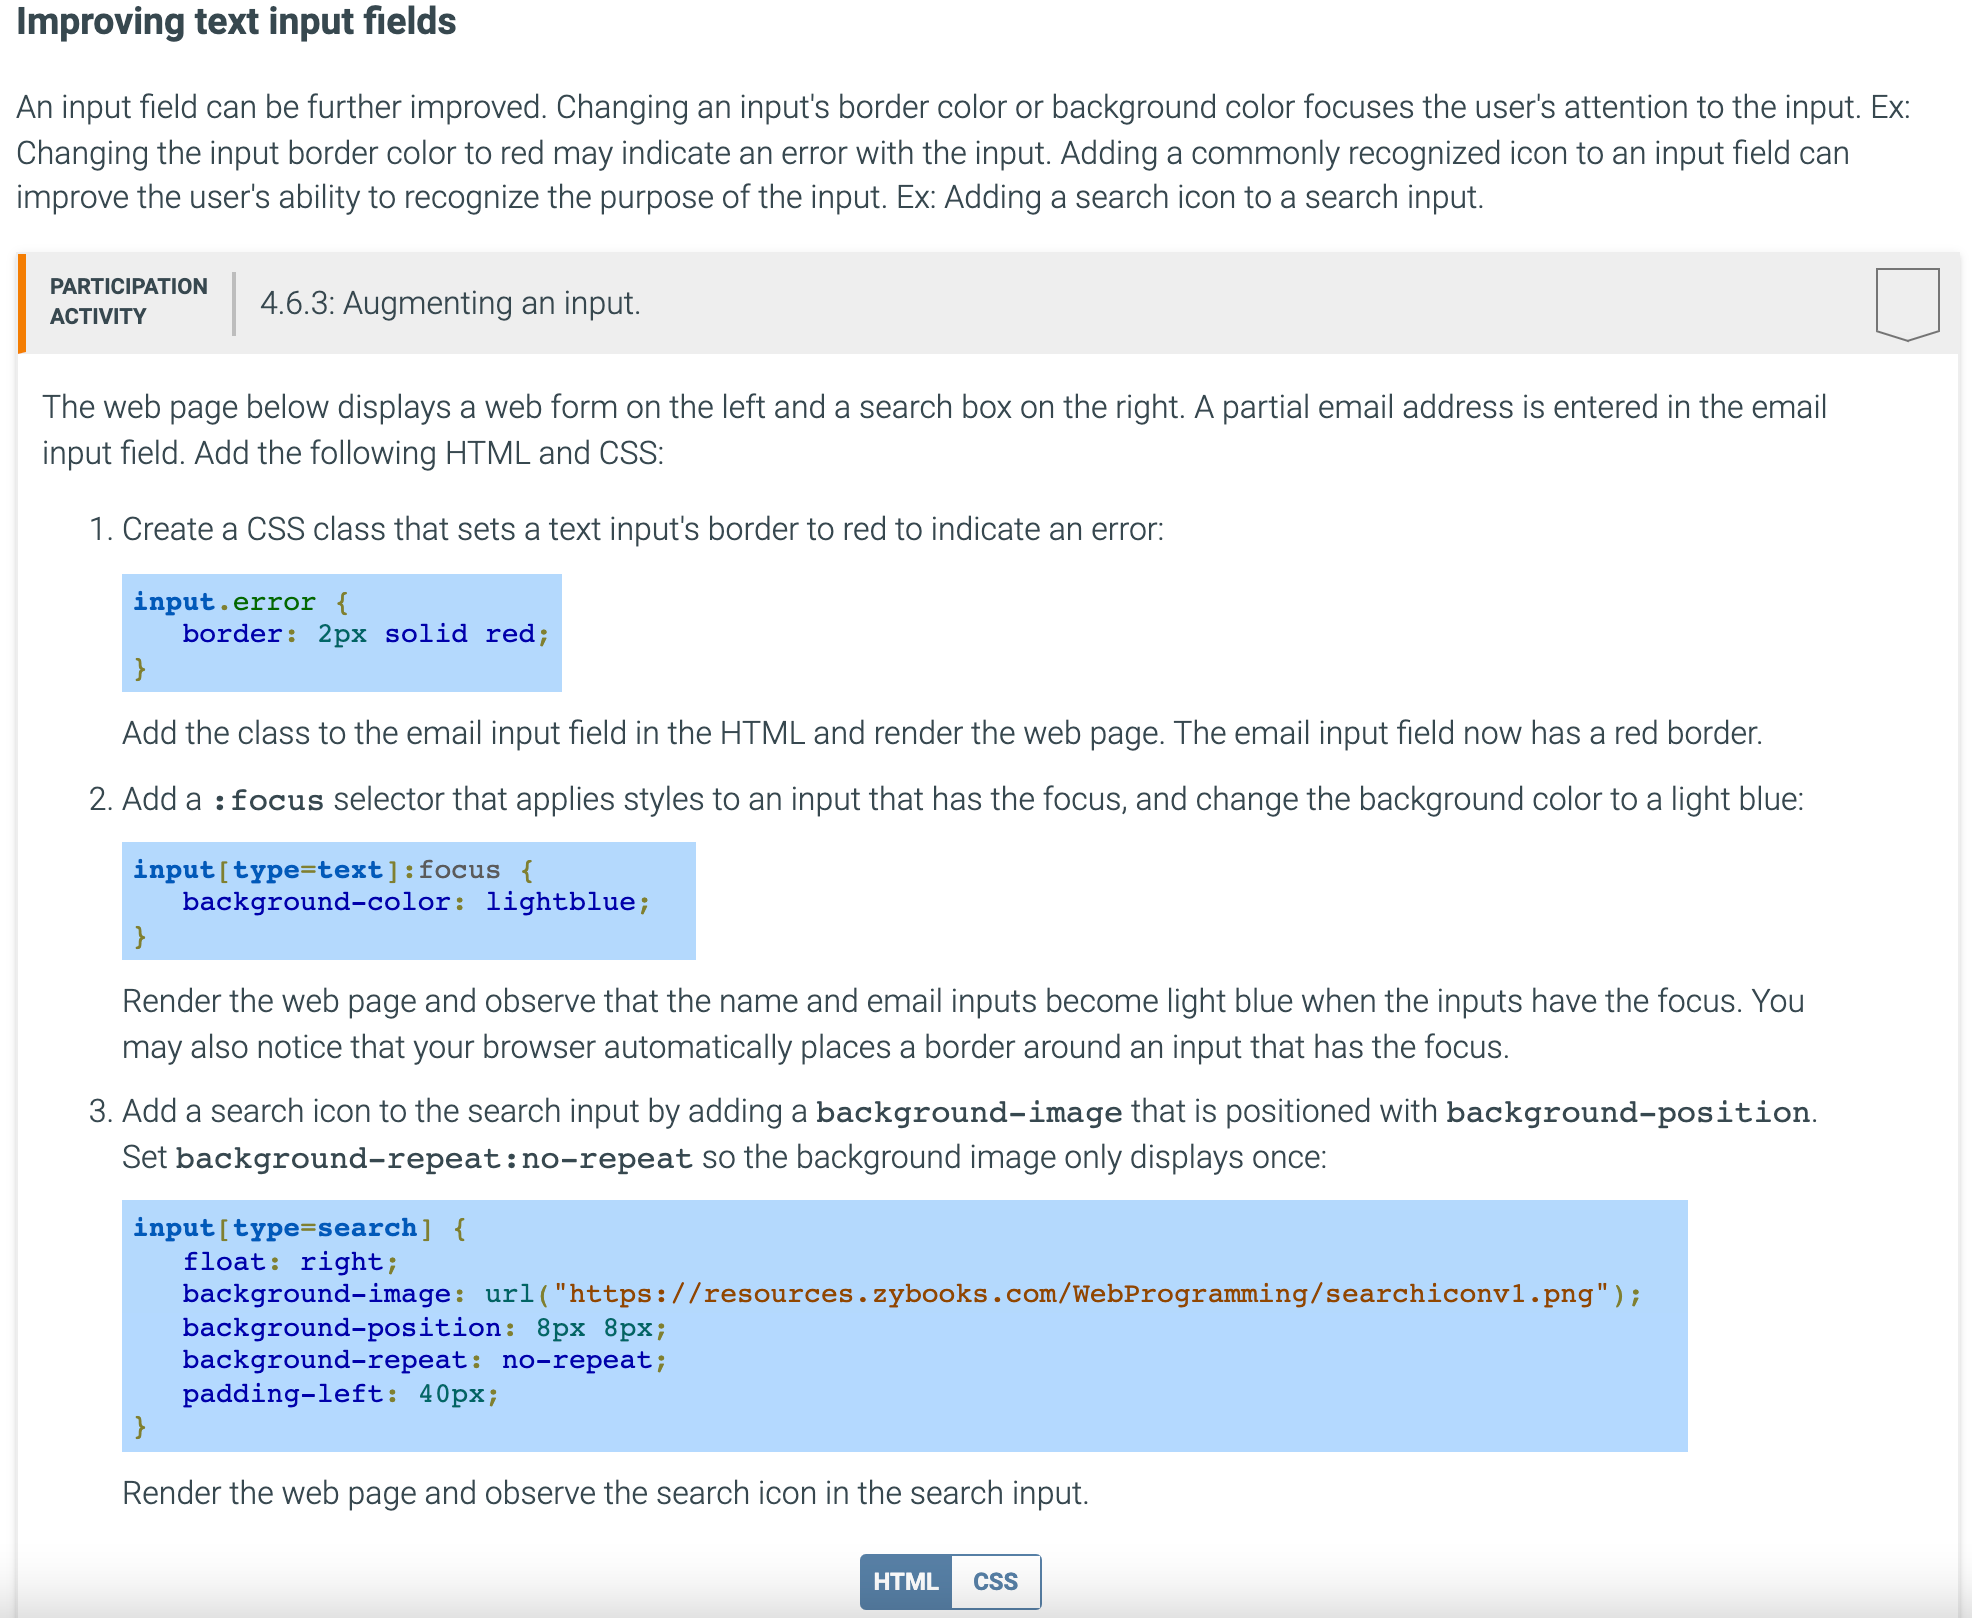 Improving text input fields
An input field can be further improved. Changing an input's border color or background color focuses the user's attention to the input. Ex:
Changing the input border color to red may indicate an error with the input. Adding a commonly recognized icon to an input field can
improve the user's ability to recognize the purpose of the input. Ex: Adding a search icon to a search input.
PARTICIPATION
ACTIVITY
4.6.3: Augmenting an input.
The web page below displays a web form on the left and a search box on the right. A partial email address is entered in the email
input field. Add the following HTML and CSS:
1. Create a CSS class that sets a text input's border to red to indicate an error:
input.error {
   border: 2px solid red;
}
Add the class to the email input field in the HTML and render the web page. The email input field now has a red border.
2. Add a :focus selector that applies styles to an input that has the focus, and change the background color to a light blue:
input[type=text]:focus {
   background-color: lightblue;
}
Render the web page and observe that the name and email inputs become light blue when the inputs have the focus. You
may also notice that your browser automatically places a border around an input that has the focus.
3. Add a search icon to the search input by adding a background-image that is positioned with background-position.
Set background-repeat:no-repeat so the background image only displays once:
input[type=search] {
   float: right;
   background-image: url("https://resources.zybooks.com/WebProgramming/searchiconv1.png");
   background-position: 8px 8px;
   background-repeat: no-repeat;
   padding-left: 40px;
}
Render the web page and observe the search icon in the search input.
HTML CSS